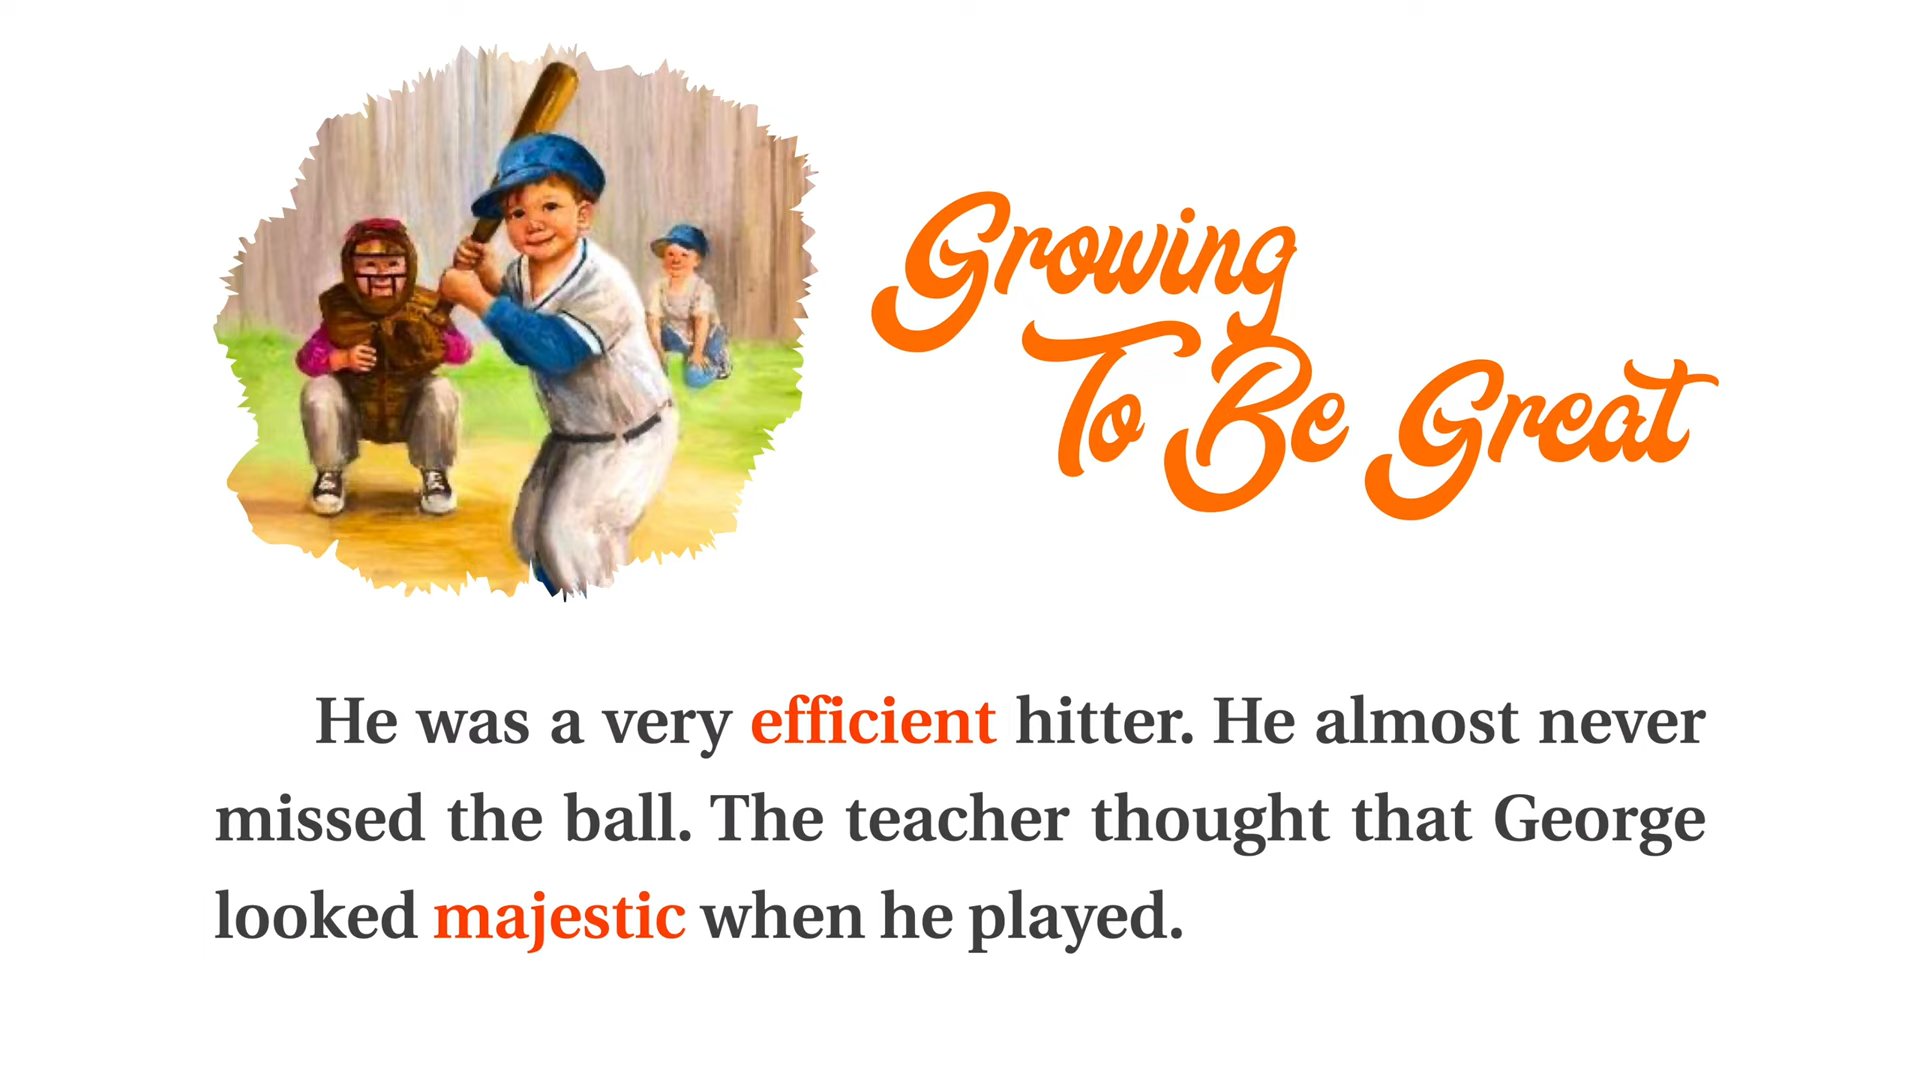 Growing
To Be Great
He was a very efficient hitter. He almost never
missed the ball. The teacher thought that George
looked majestic when he played.